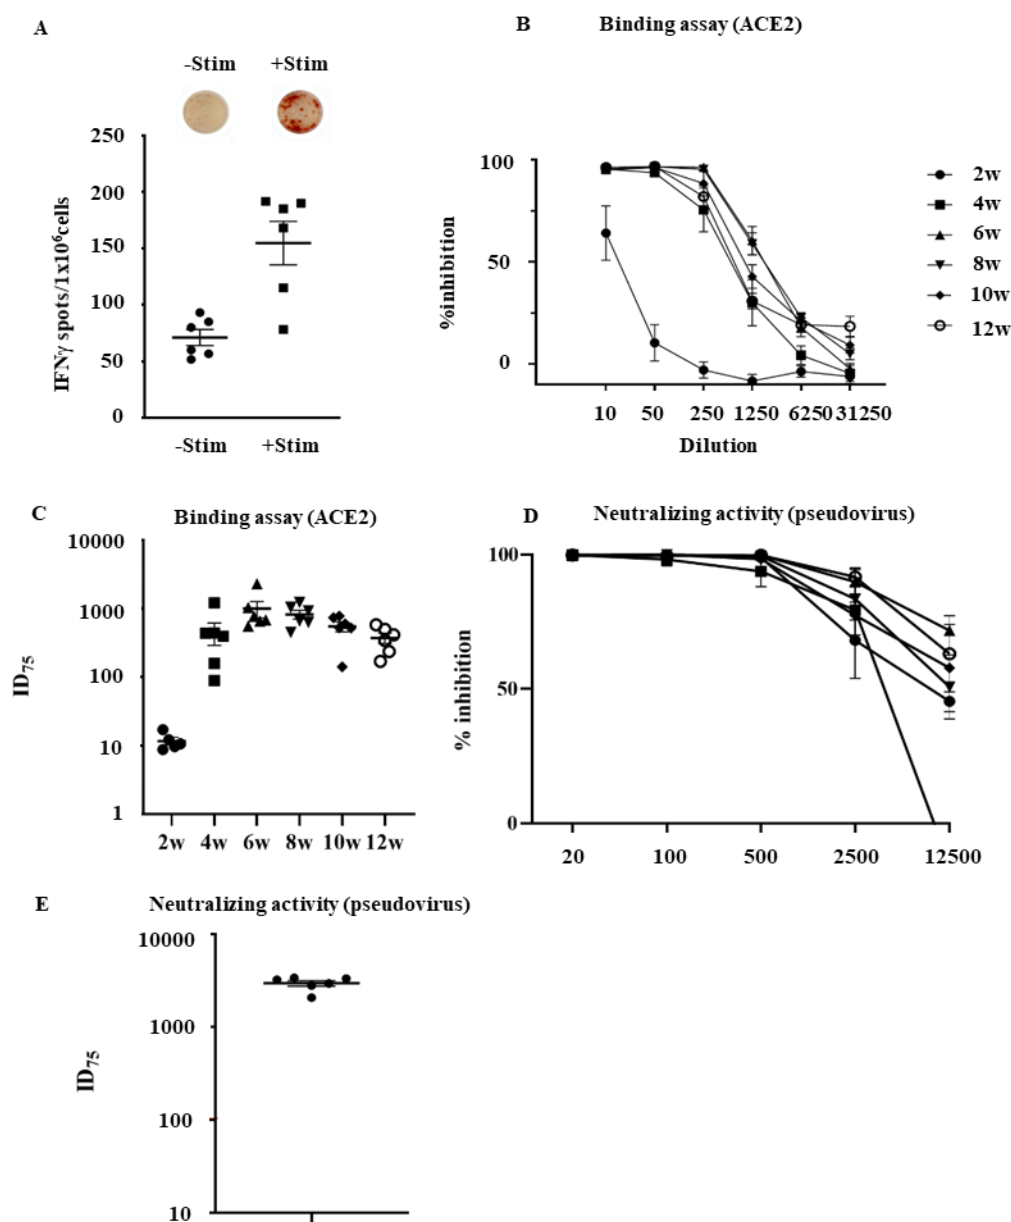 A
-Stim +Stim
250
200
150
100
50
0
IFNγ spots/1x10⁶cells
-Stim +Stim
B Binding assay (ACE2)
100
50
0
%inhibition
10 50 250 1250 6250 31250
Dilution
2w
4w
6w
8w
10w
12w
C Binding assay (ACE2)
10000
1000
100
10
1
ID₇₅
2w 4w 6w 8w 10w 12w
D Neutralizing activity (pseudovirus)
100
50
0
% inhibition
20 100 500 2500 12500
E Neutralizing activity (pseudovirus)
10000
1000
100
10
ID₇₅